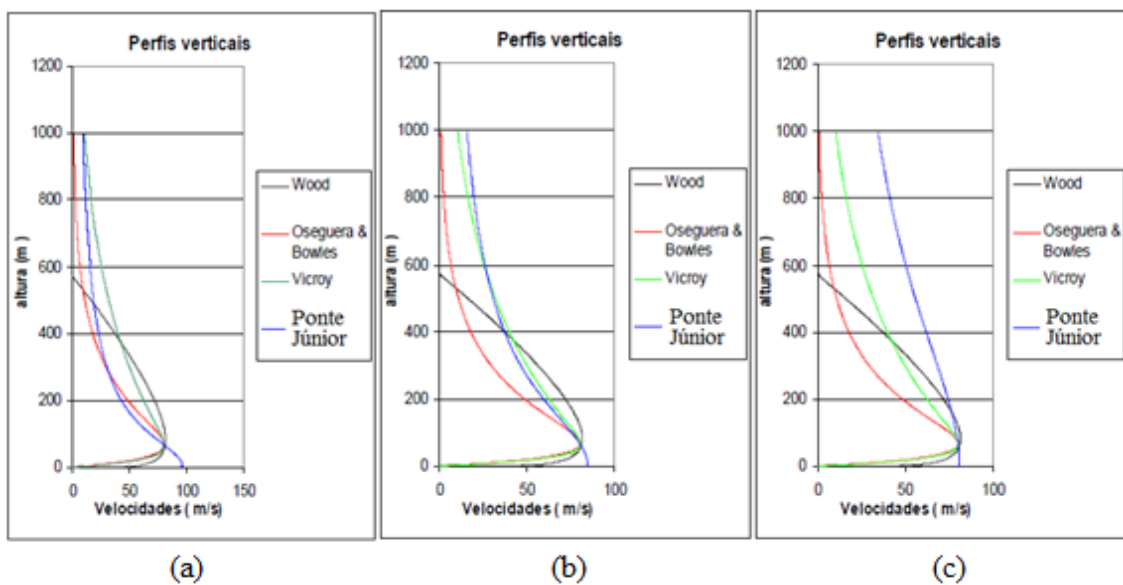 Perfis verticais
1200
1000
800
600
400
200
0
altura (m )
0
50
100
150
Velocidades ( m/s)
Wood
Oseguera &
Bowles
Vicroy
Ponte
Júnior
(a)
Perfis verticais
1200
1000
800
600
400
200
0
altura (m )
0
50
100
Velocidades ( m/s)
Wood
Oseguera &
Bowles
Vicroy
Ponte
Júnior
(b)
Perfis verticais
1200
1000
800
600
400
200
0
altura (m )
0
50
100
Velocidades ( m/s)
Wood
Oseguera &
Bowles
Vicroy
Ponte
Júnior
(c)